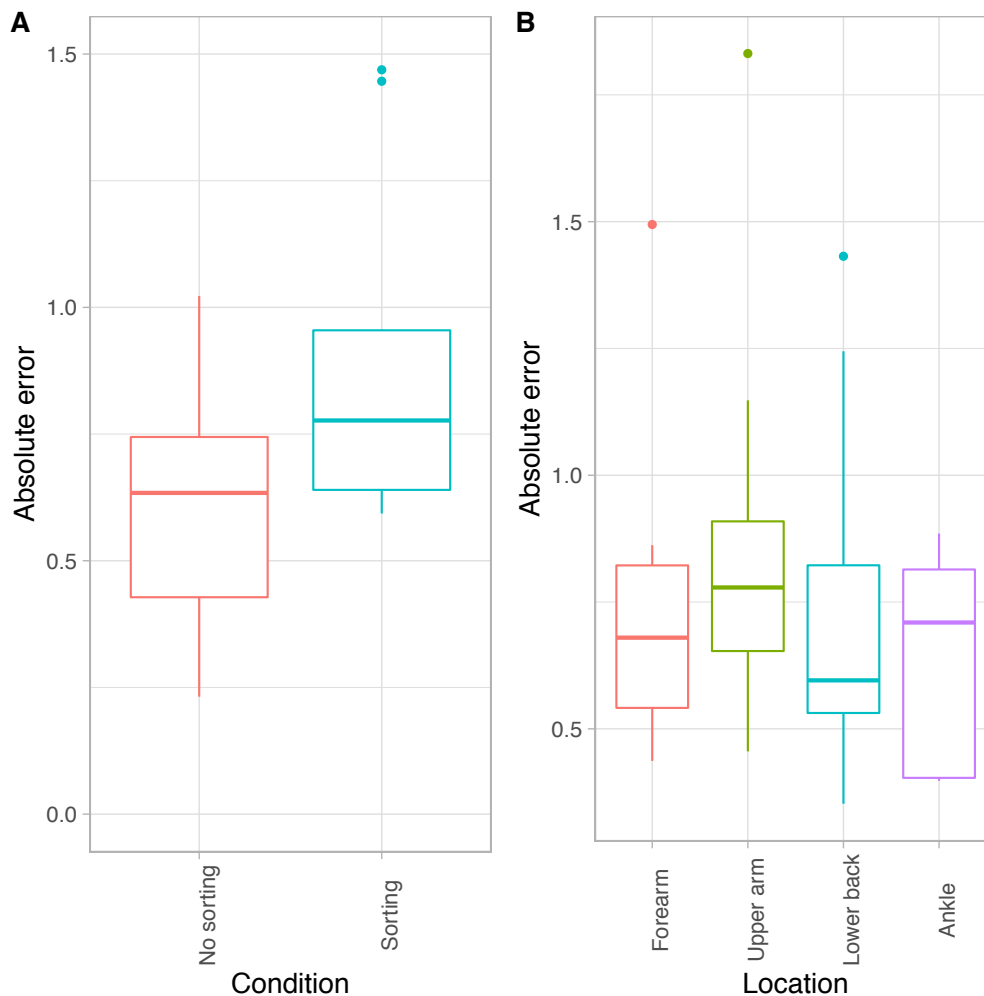 A
Absolute error
1.5
1.0
0.5
0.0
No sorting
Sorting
Condition
B
Absolute error
1.5
1.0
0.5
Forearm
Upper arm
Lower back
Ankle
Location